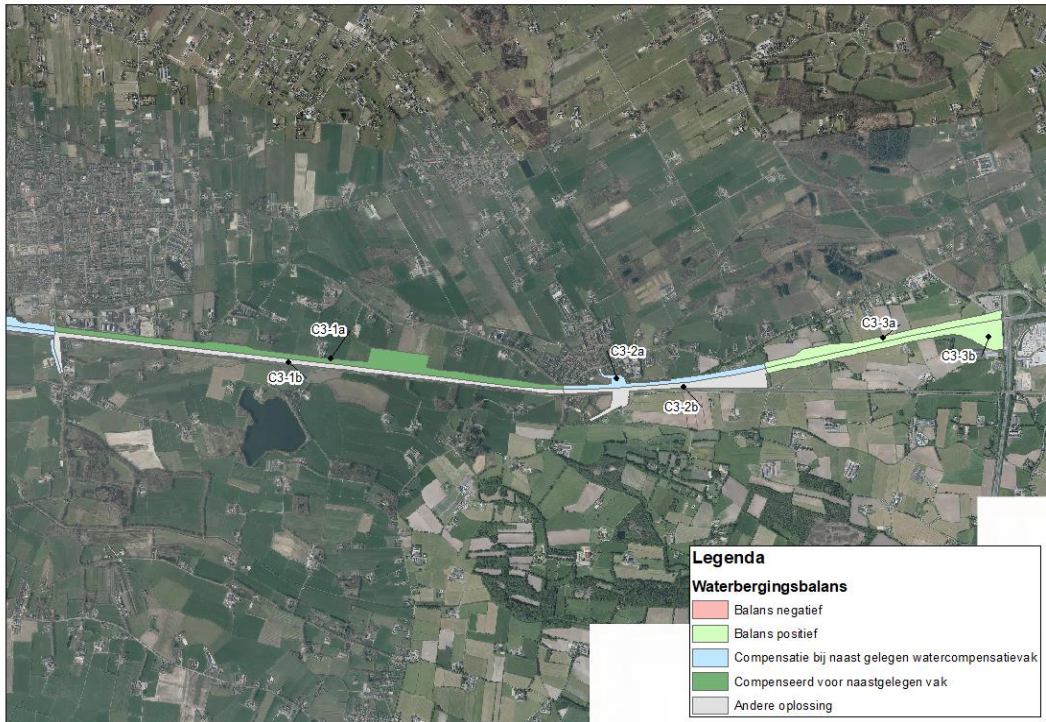 C3-1a
C3-1b
C3-2a
C3-2b
C3-3a
C3-3b
Legenda
Waterbergingsbalans
Balans negatief
Balans positief
Compensatie bij naast gelegen watercompensatievak
Compenseerd voor naastgelegen vak
Andere oplossing